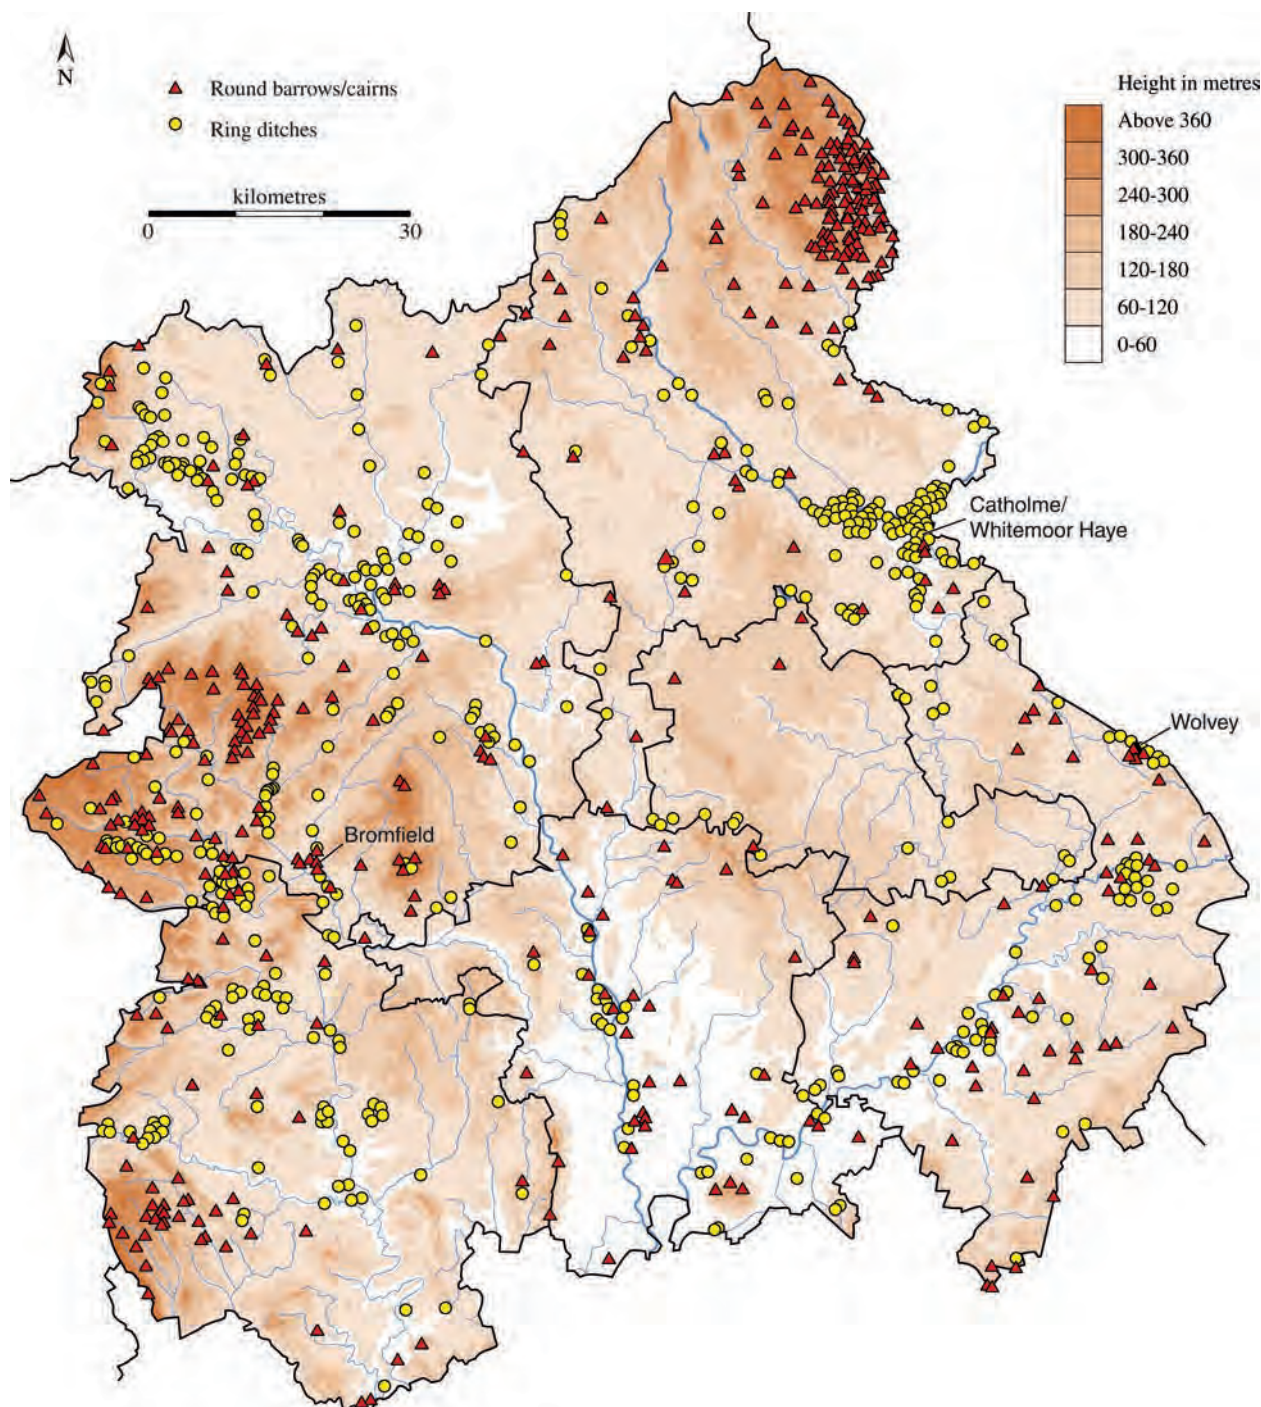 N
Round barrows/cairns
Ring ditches
kilometres
0 30
Height in metres
Above 360
300-360
240-300
180-240
120-180
60-120
0-60
Catholme/
Whitemoor Haye
Wolvey
Bromfield